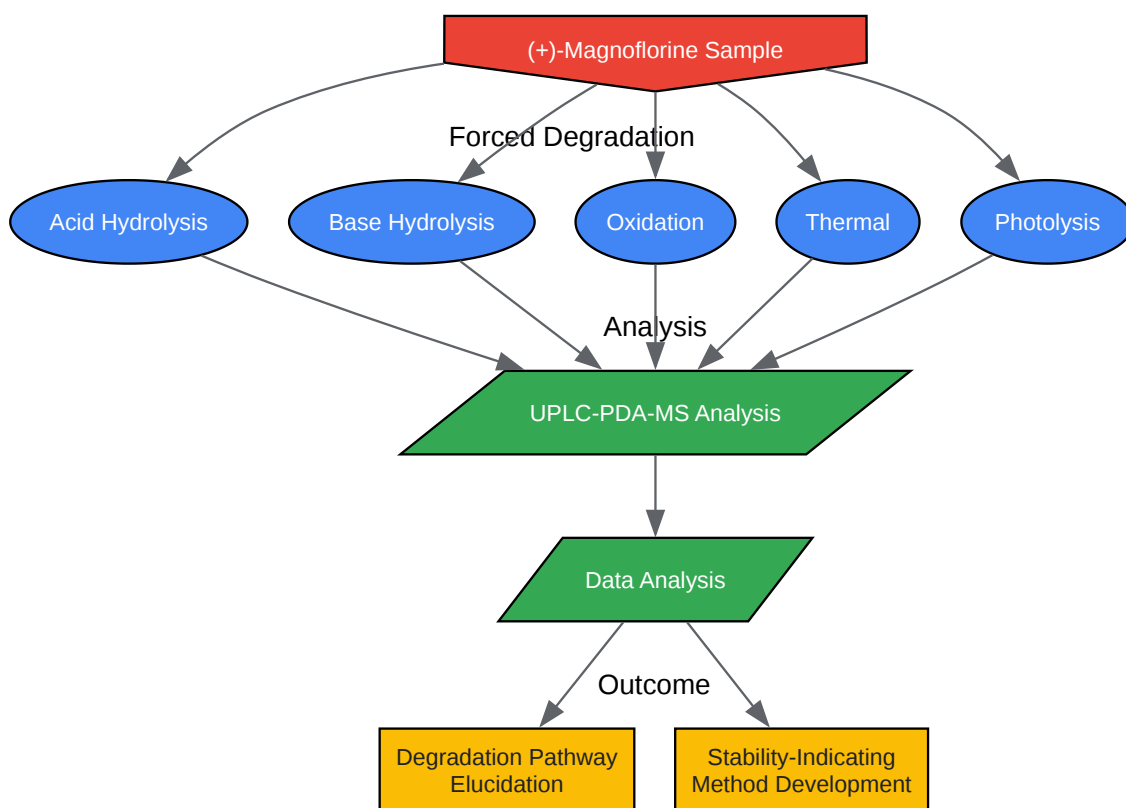 (+)-Magnoflorine Sample
Forced Degradation
Acid Hydrolysis
Base Hydrolysis
Oxidation
Thermal
Photolysis
Analysis
UPLC-PDA-MS Analysis
Data Analysis
Outcome
Degradation Pathway
Elucidation
Stability-Indicating
Method Development